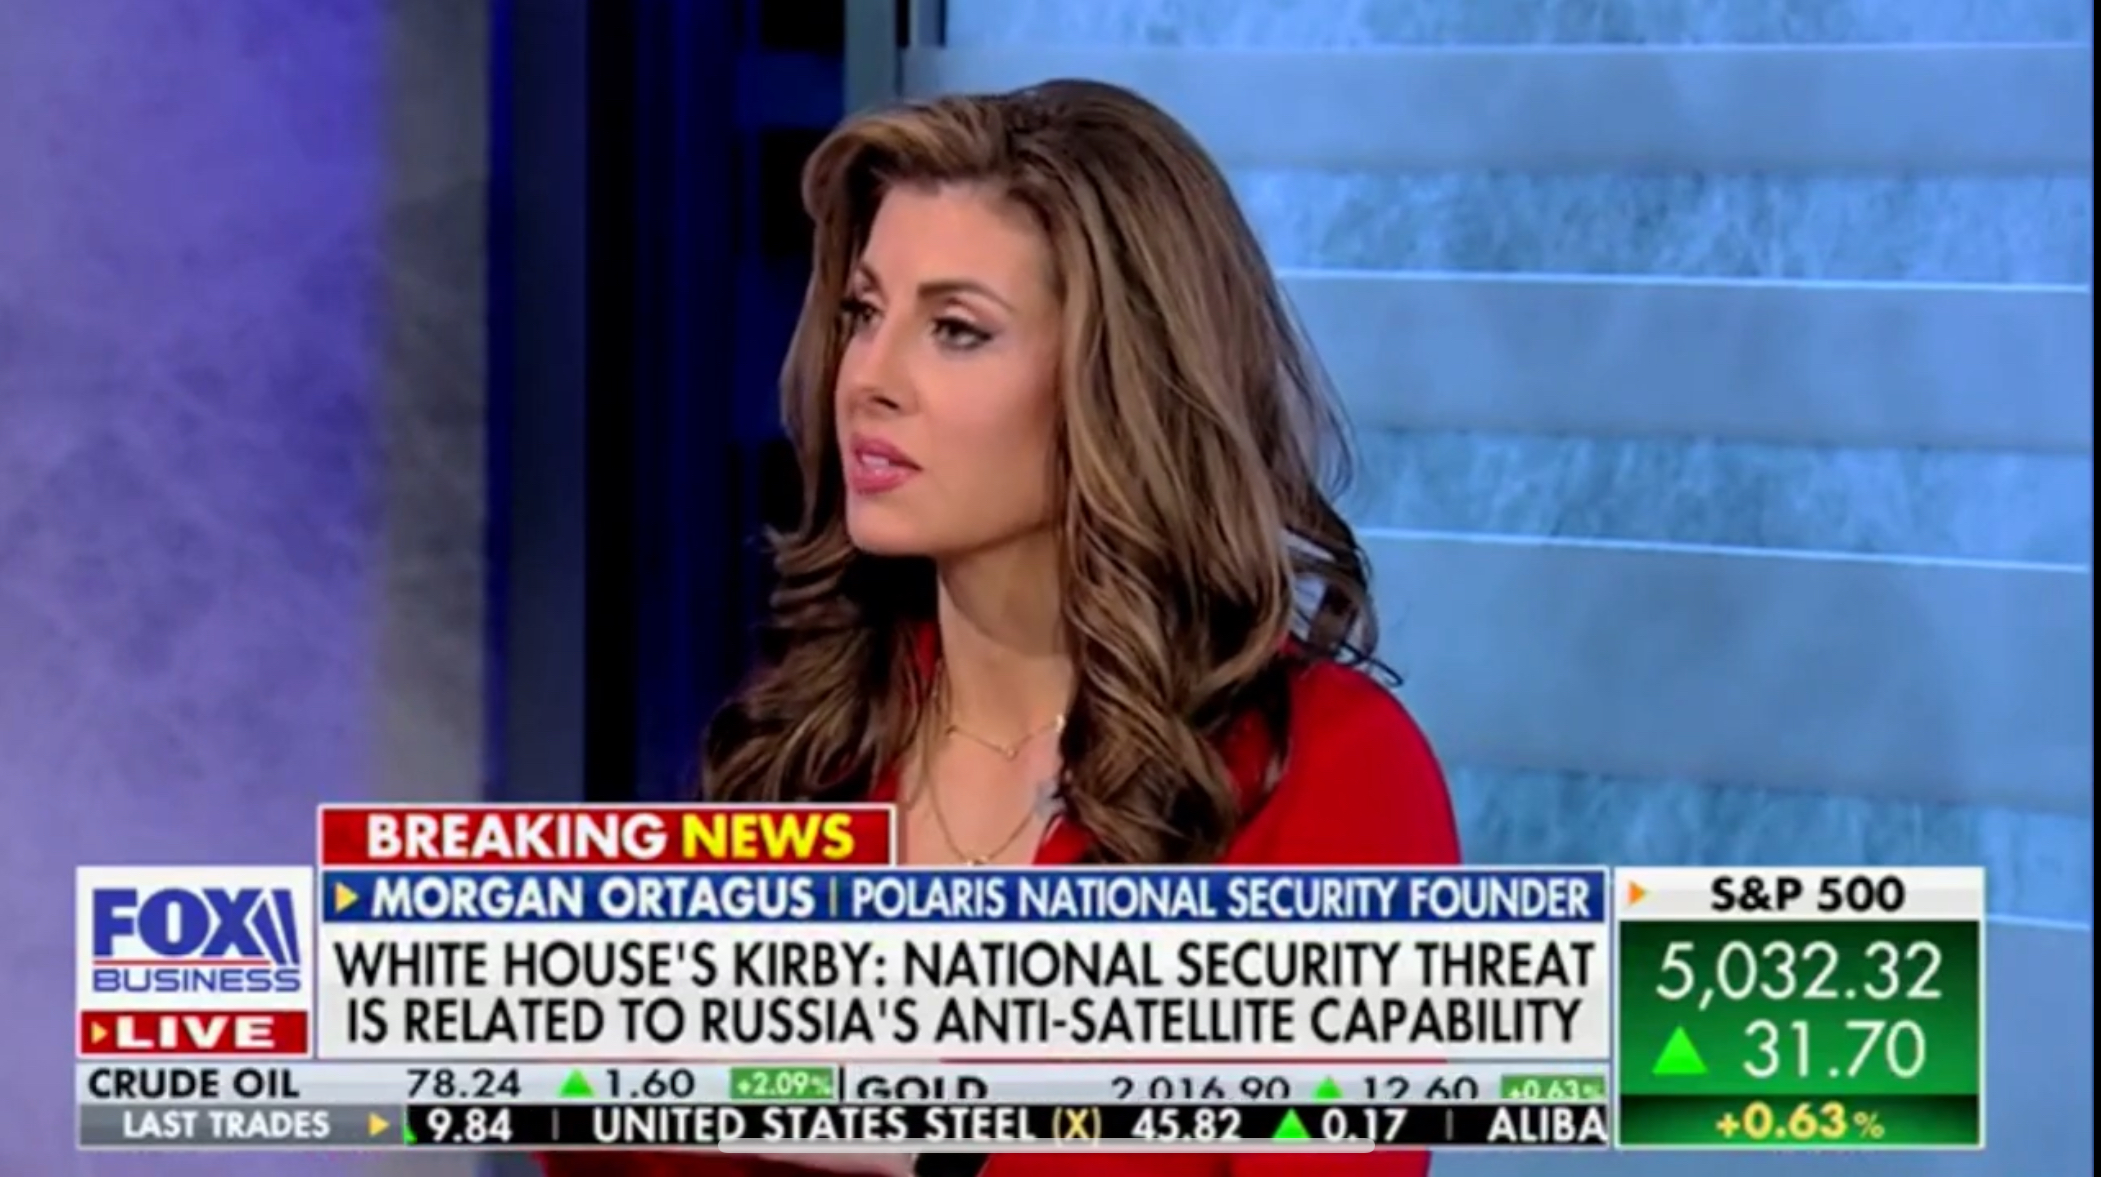 BREAKING NEWS
MORGAN ORTAGUS | POLARIS NATIONAL SECURITY FOUNDER
WHITE HOUSE'S KIRBY: NATIONAL SECURITY THREAT
IS RELATED TO RUSSIA'S ANTI-SATELLITE CAPABILITY
FOX
BUSINESS
LIVE
S&P 500
5,032.32
▲ 31.70
+0.63%
CRUDE OIL 78.24 ▲ 1.60 +2.09% | GOLD 2,016.90 ▲ 12.60 +0.63%
LAST TRADES 9.84 | UNITED STATES STEEL (X) 45.82 ▲ 0.17 | ALIBA